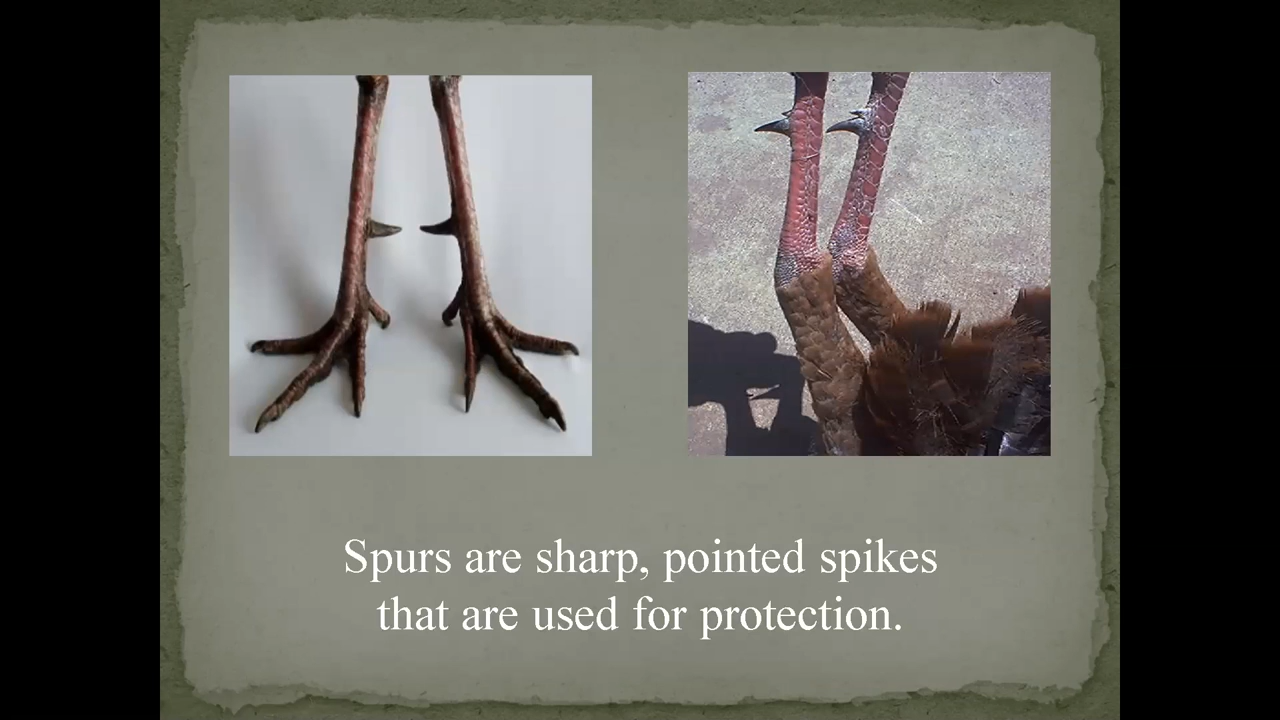 Spurs are sharp, pointed spikes
that are used for protection.